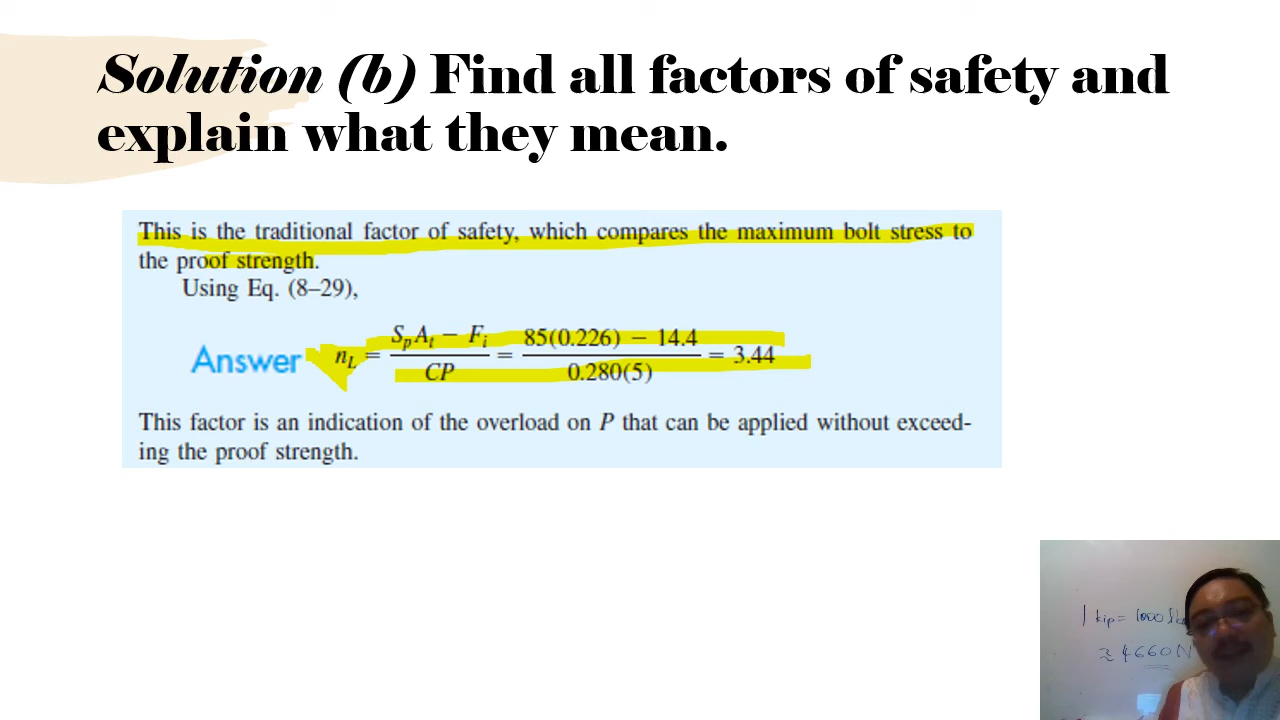 Solution (b) Find all factors of safety and
explain what they mean.
This is the traditional factor of safety, which compares the maximum bolt stress to
the proof strength.
Using Eq. (8–29),
Answer n_L = (S_p A_t − F_i) / (CP) = (85(0.226) − 14.4) / (0.280(5)) = 3.44
This factor is an indication of the overload on P that can be applied without exceed-
ing the proof strength.
1 kip = 1000
≈ 4660 N